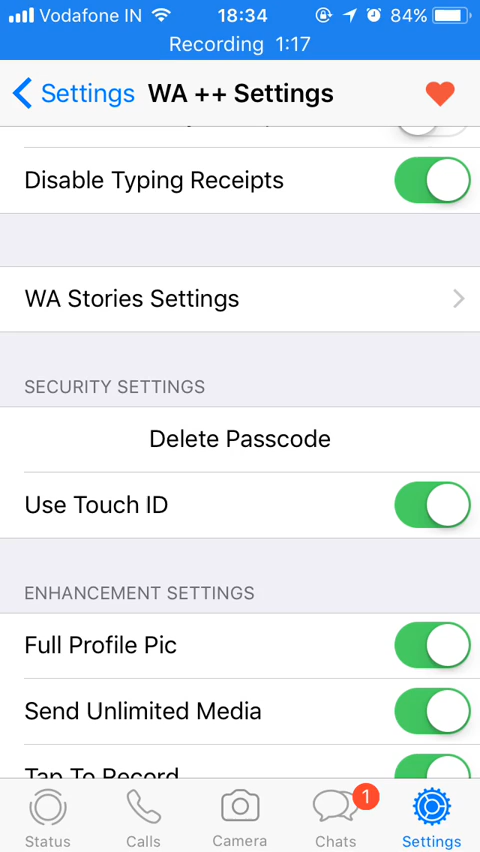 Vodafone IN 18:34 84%
Recording 1:17
Settings WA ++ Settings
Disable Typing Receipts
WA Stories Settings
SECURITY SETTINGS
Delete Passcode
Use Touch ID
ENHANCEMENT SETTINGS
Full Profile Pic
Send Unlimited Media
Tap To Record
1
Status Calls Camera Chats Settings